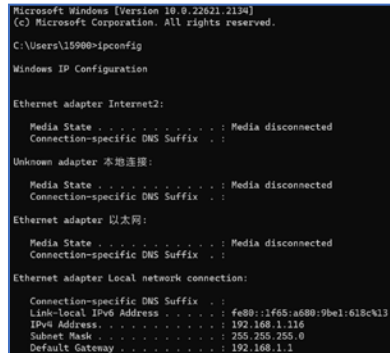 Microsoft Windows [Version 10.0.22621.2134]
(c) Microsoft Corporation. All rights reserved.
C:\Users\15900>ipconfig
Windows IP Configuration
Ethernet adapter Internet2:
Media State . . . . . . . . . . . : Media disconnected
Connection-specific DNS Suffix . :
Unknown adapter 本地连接:
Media State . . . . . . . . . . . : Media disconnected
Connection-specific DNS Suffix . :
Ethernet adapter 以太网:
Media State . . . . . . . . . . . : Media disconnected
Connection-specific DNS Suffix . :
Ethernet adapter Local network connection:
Connection-specific DNS Suffix . :
Link-local IPv6 Address . . . . . : fe80::1f65:a680:9be1:618c%13
IPv4 Address. . . . . . . . . . . : 192.168.1.116
Subnet Mask . . . . . . . . . . . : 255.255.255.0
Default Gateway . . . . . . . . . : 192.168.1.1